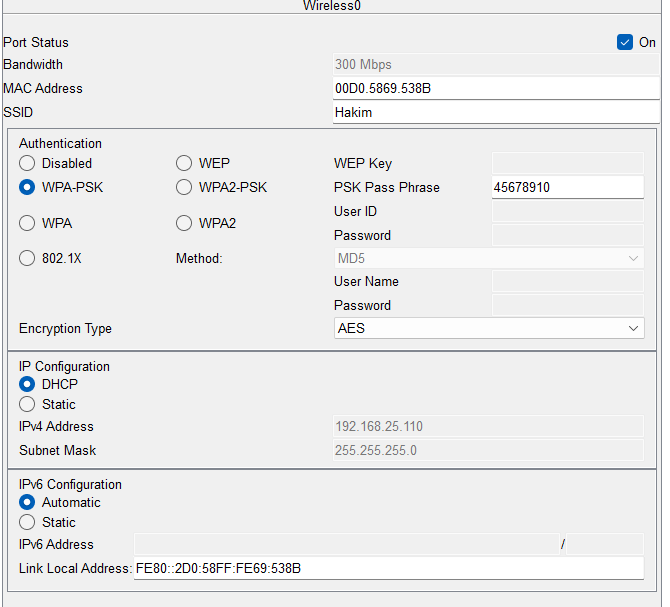 Wireless0
Port Status On
Bandwidth 300 Mbps
MAC Address 00D0.5869.538B
SSID Hakim
Authentication
Disabled WEP WEP Key
WPA-PSK WPA2-PSK PSK Pass Phrase 45678910
User ID
WPA WPA2 Password
802.1X Method: MD5
User Name
Password
Encryption Type AES
IP Configuration
DHCP
Static
IPv4 Address 192.168.25.110
Subnet Mask 255.255.255.0
IPv6 Configuration
Automatic
Static
IPv6 Address /
Link Local Address: FE80::2D0:58FF:FE69:538B